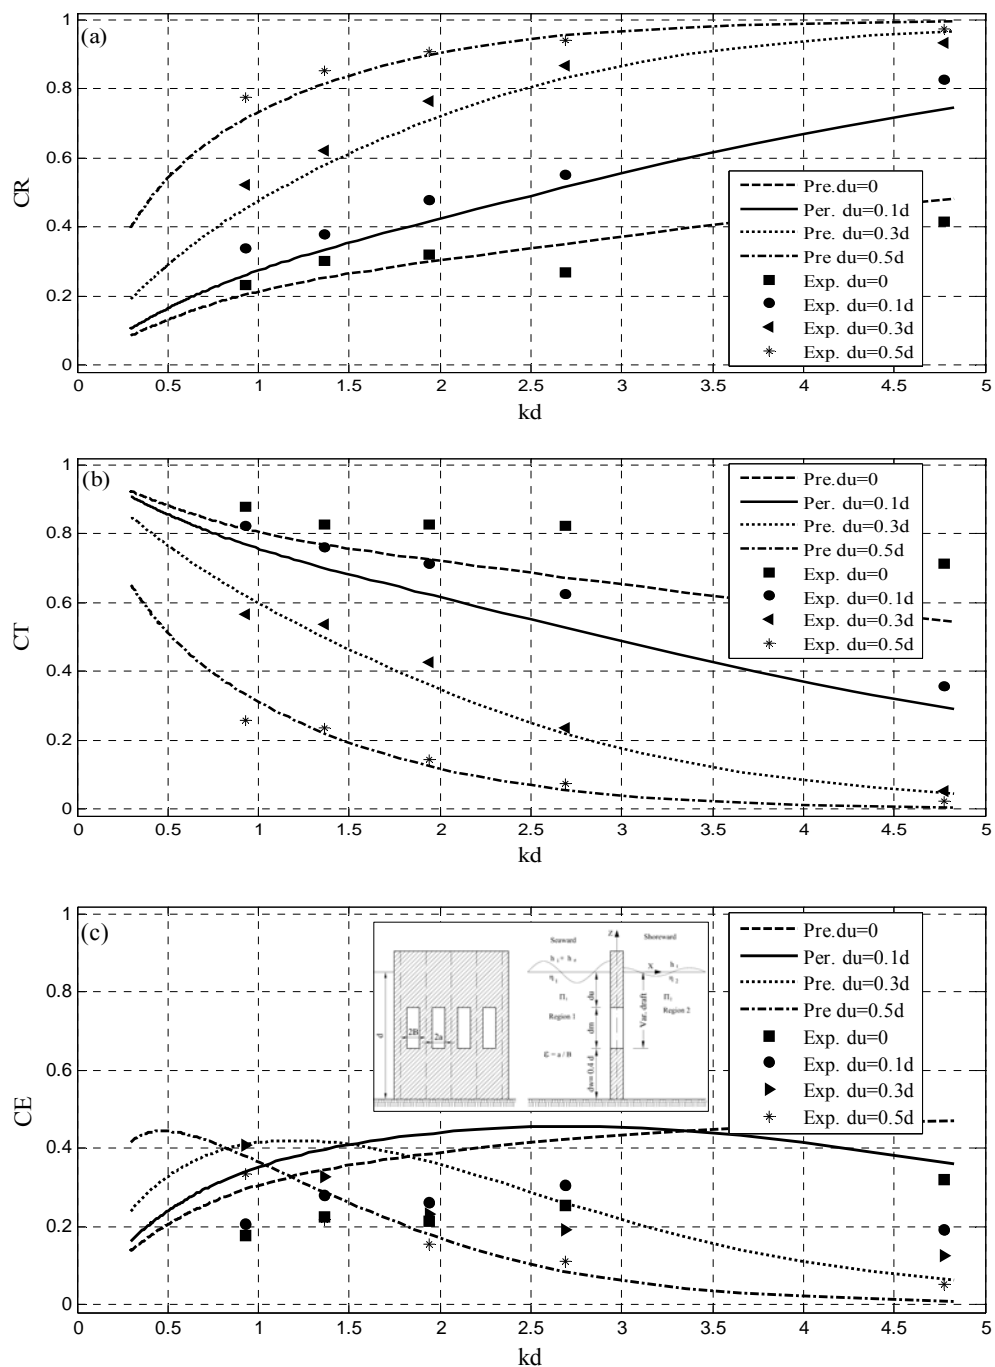 (a)
1
0.8
0.6
0.4
0.2
0
CR
0 0.5 1 1.5 2 2.5 3 3.5 4 4.5 5
kd
Pre.du=0
Per. du=0.1d
Pre. du=0.3d
Pre du=0.5d
Exp. du=0
Exp. du=0.1d
Exp. du=0.3d
Exp. du=0.5d
(b)
1
0.8
0.6
0.4
0.2
0
CT
0 0.5 1 1.5 2 2.5 3 3.5 4 4.5 5
kd
Pre.du=0
Per. du=0.1d
Pre. du=0.3d
Pre du=0.5d
Exp. du=0
Exp. du=0.1d
Exp. du=0.3d
Exp. du=0.5d
(c)
1
0.8
0.6
0.4
0.2
0
CE
0 0.5 1 1.5 2 2.5 3 3.5 4 4.5 5
kd
Pre.du=0
Per. du=0.1d
Pre. du=0.3d
Pre du=0.5d
Exp. du=0
Exp. du=0.1d
Exp. du=0.3d
Exp. du=0.5d
d
2B
2a
Seaward
Z
Shoreward
X
Region 1
Region 2
du
dm
dw= 0.4 d
Var. draft
ε = a / B